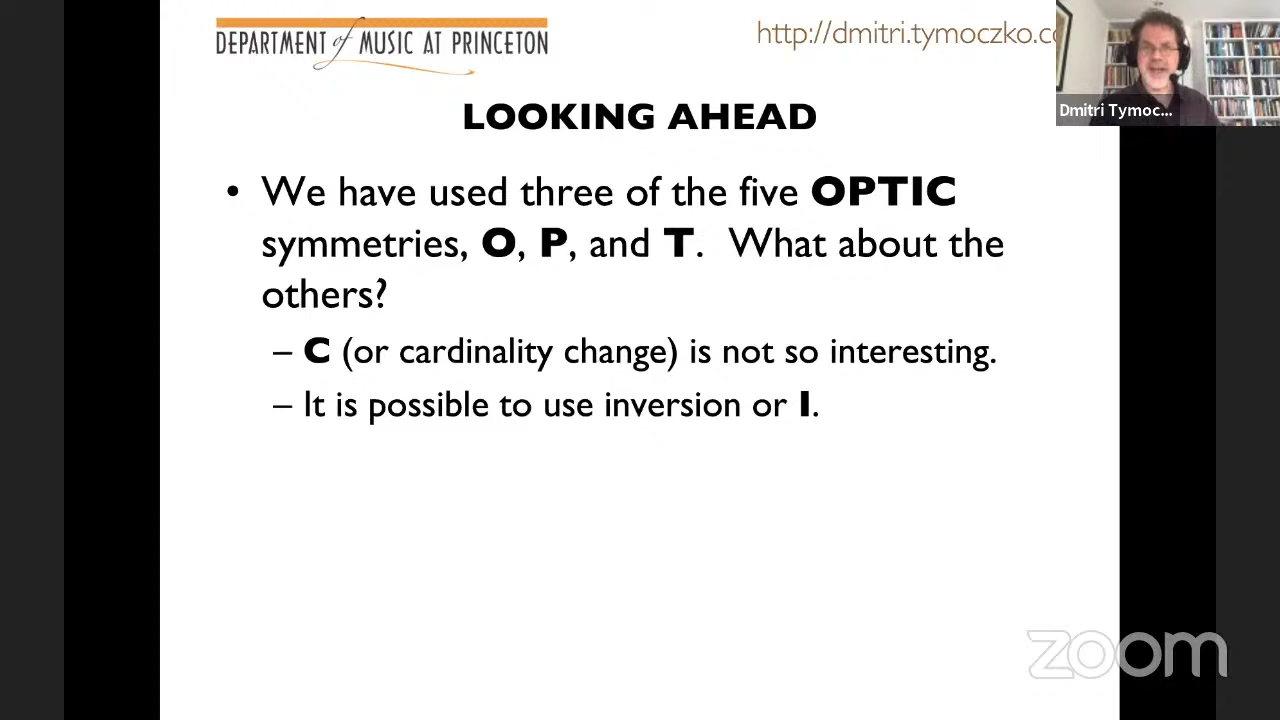 DEPARTMENT of MUSIC AT PRINCETON
http://dmitri.tymoczko.co
Dmitri Tymoc...
LOOKING AHEAD
• We have used three of the five OPTIC
symmetries, O, P, and T. What about the
others?
– C (or cardinality change) is not so interesting.
– It is possible to use inversion or I.
zoom